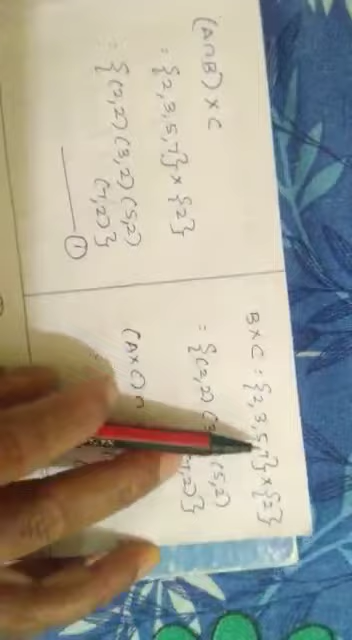 (A∩B) × C
= {2,3,5,7} × {2}
= {(2,2) (3,2) (5,2)
(7,2)}
①
B×C = {2,3,5,7} × {2}
= {(2,2) (3 (5,2)
,2)}
(A×C) ∩